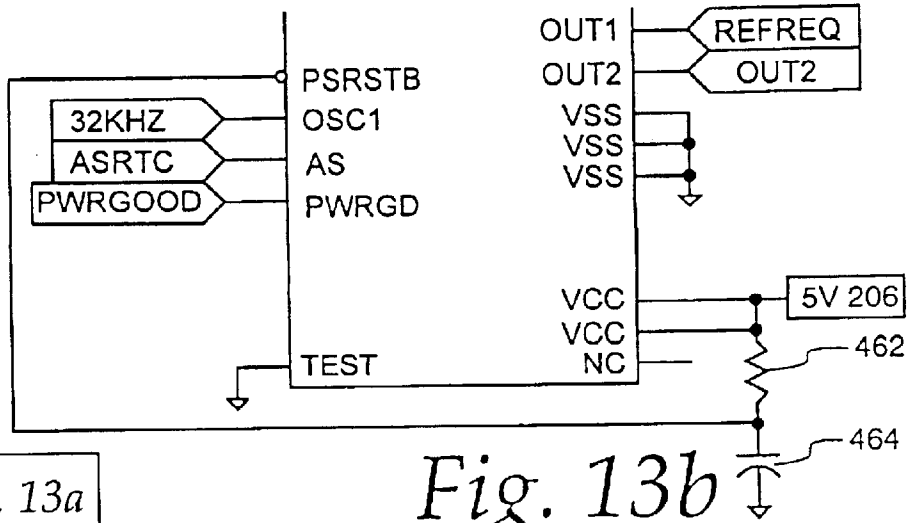 OUT1 REFREQ
PSRSTB OUT2 OUT2
32KHZ OSC1 VSS
VSS
ASRTC AS VSS
PWRGOOD PWRGD
VCC 5V 206
VCC
462
TEST NC
464
. 13a
Fig. 13b